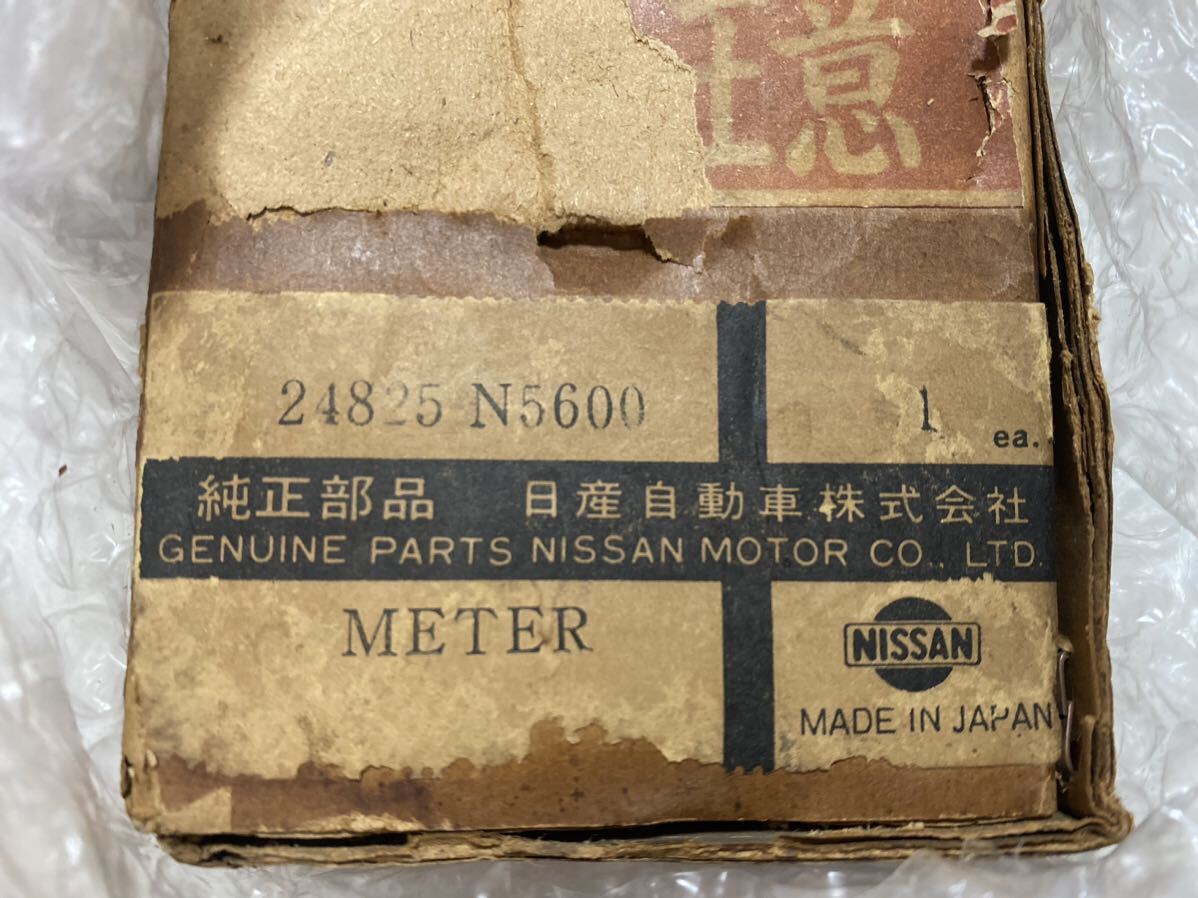 意
24825-N5600
1
ea.
純正部品 日産自動車株式会社
GENUINE PARTS NISSAN MOTOR CO., LTD.
METER
NISSAN
MADE IN JAPAN